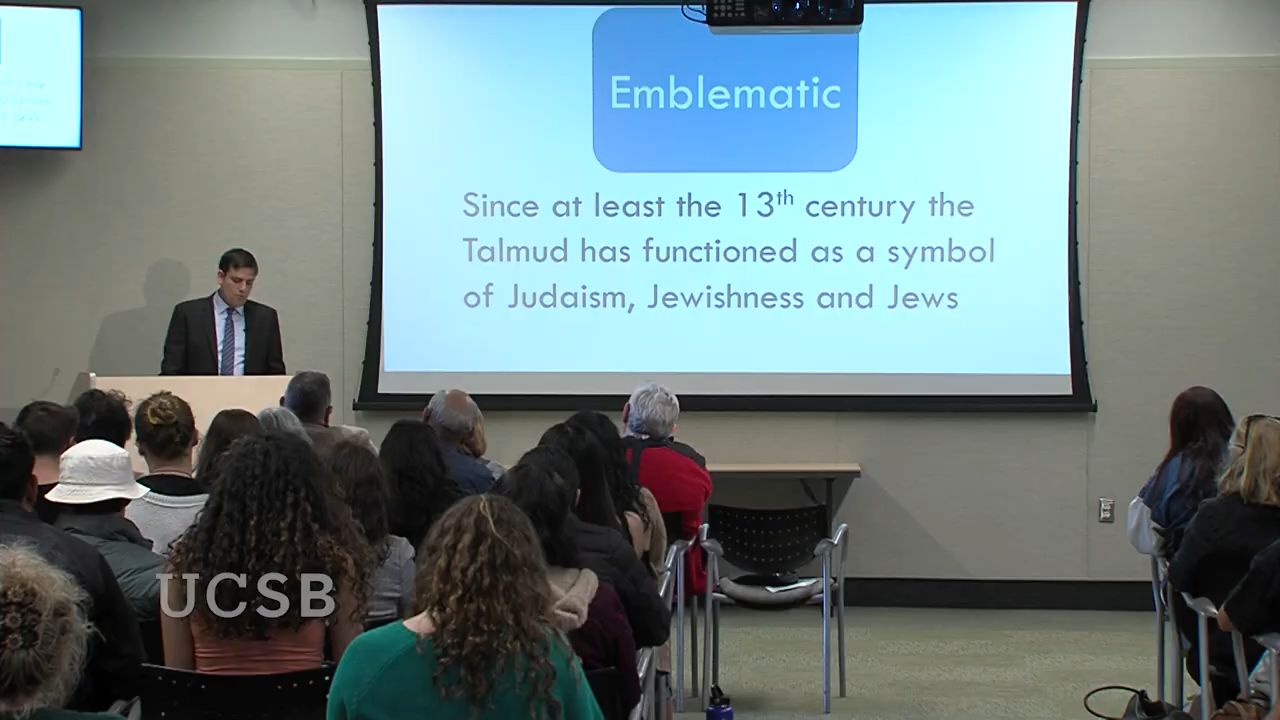 Emblematic
Since at least the 13th century the
Talmud has functioned as a symbol
of Judaism, Jewishness and Jews
UCSB